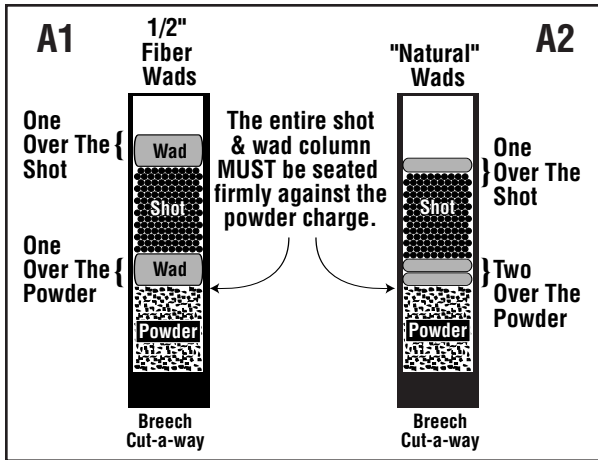 A1
1/2"
Fiber
Wads
One
Over The
Shot
Wad
Shot
One
Over The
Powder
Wad
Powder
Breech
Cut-a-way
The entire shot
& wad column
MUST be seated
firmly against the
powder charge.
A2
"Natural"
Wads
One
Over The
Shot
Shot
Two
Over The
Powder
Powder
Breech
Cut-a-way